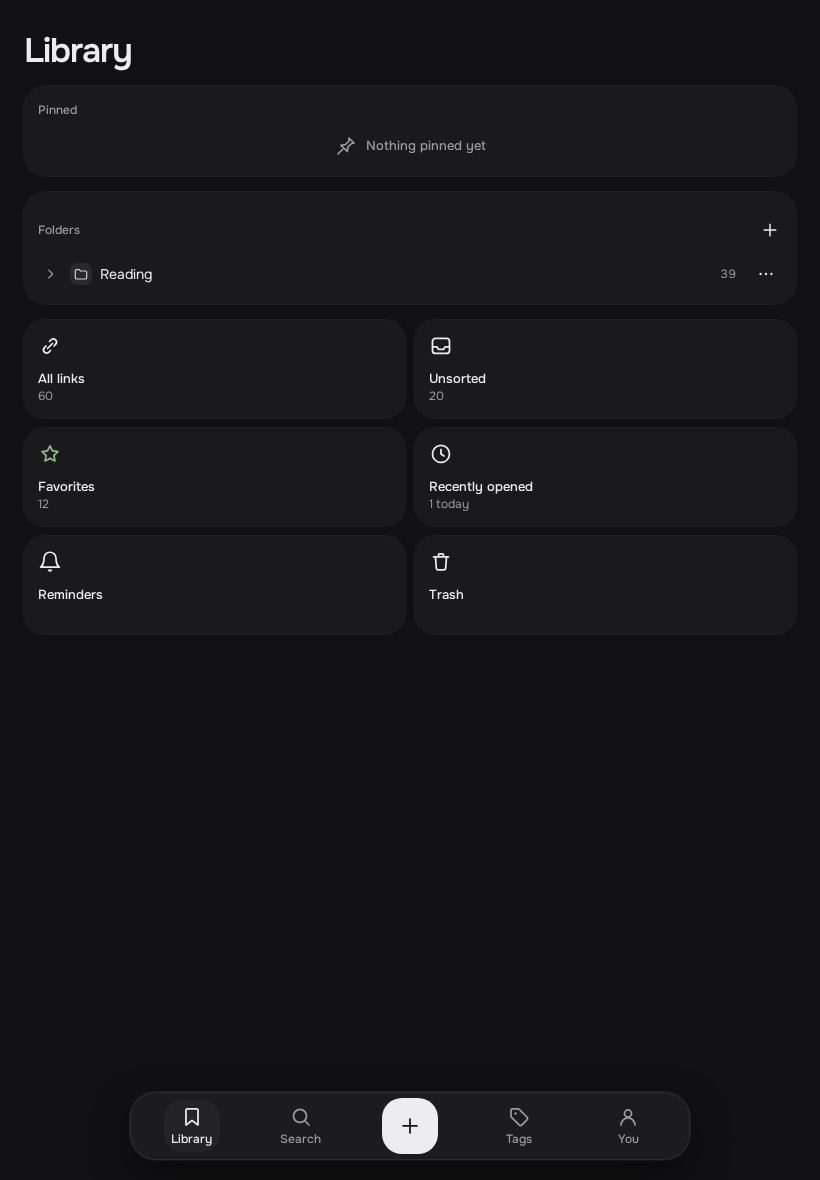 Library
Pinned
Nothing pinned yet
Folders
Reading 39
All links
60
Unsorted
20
Favorites
12
Recently opened
1 today
Reminders
Trash
Library Search Tags You